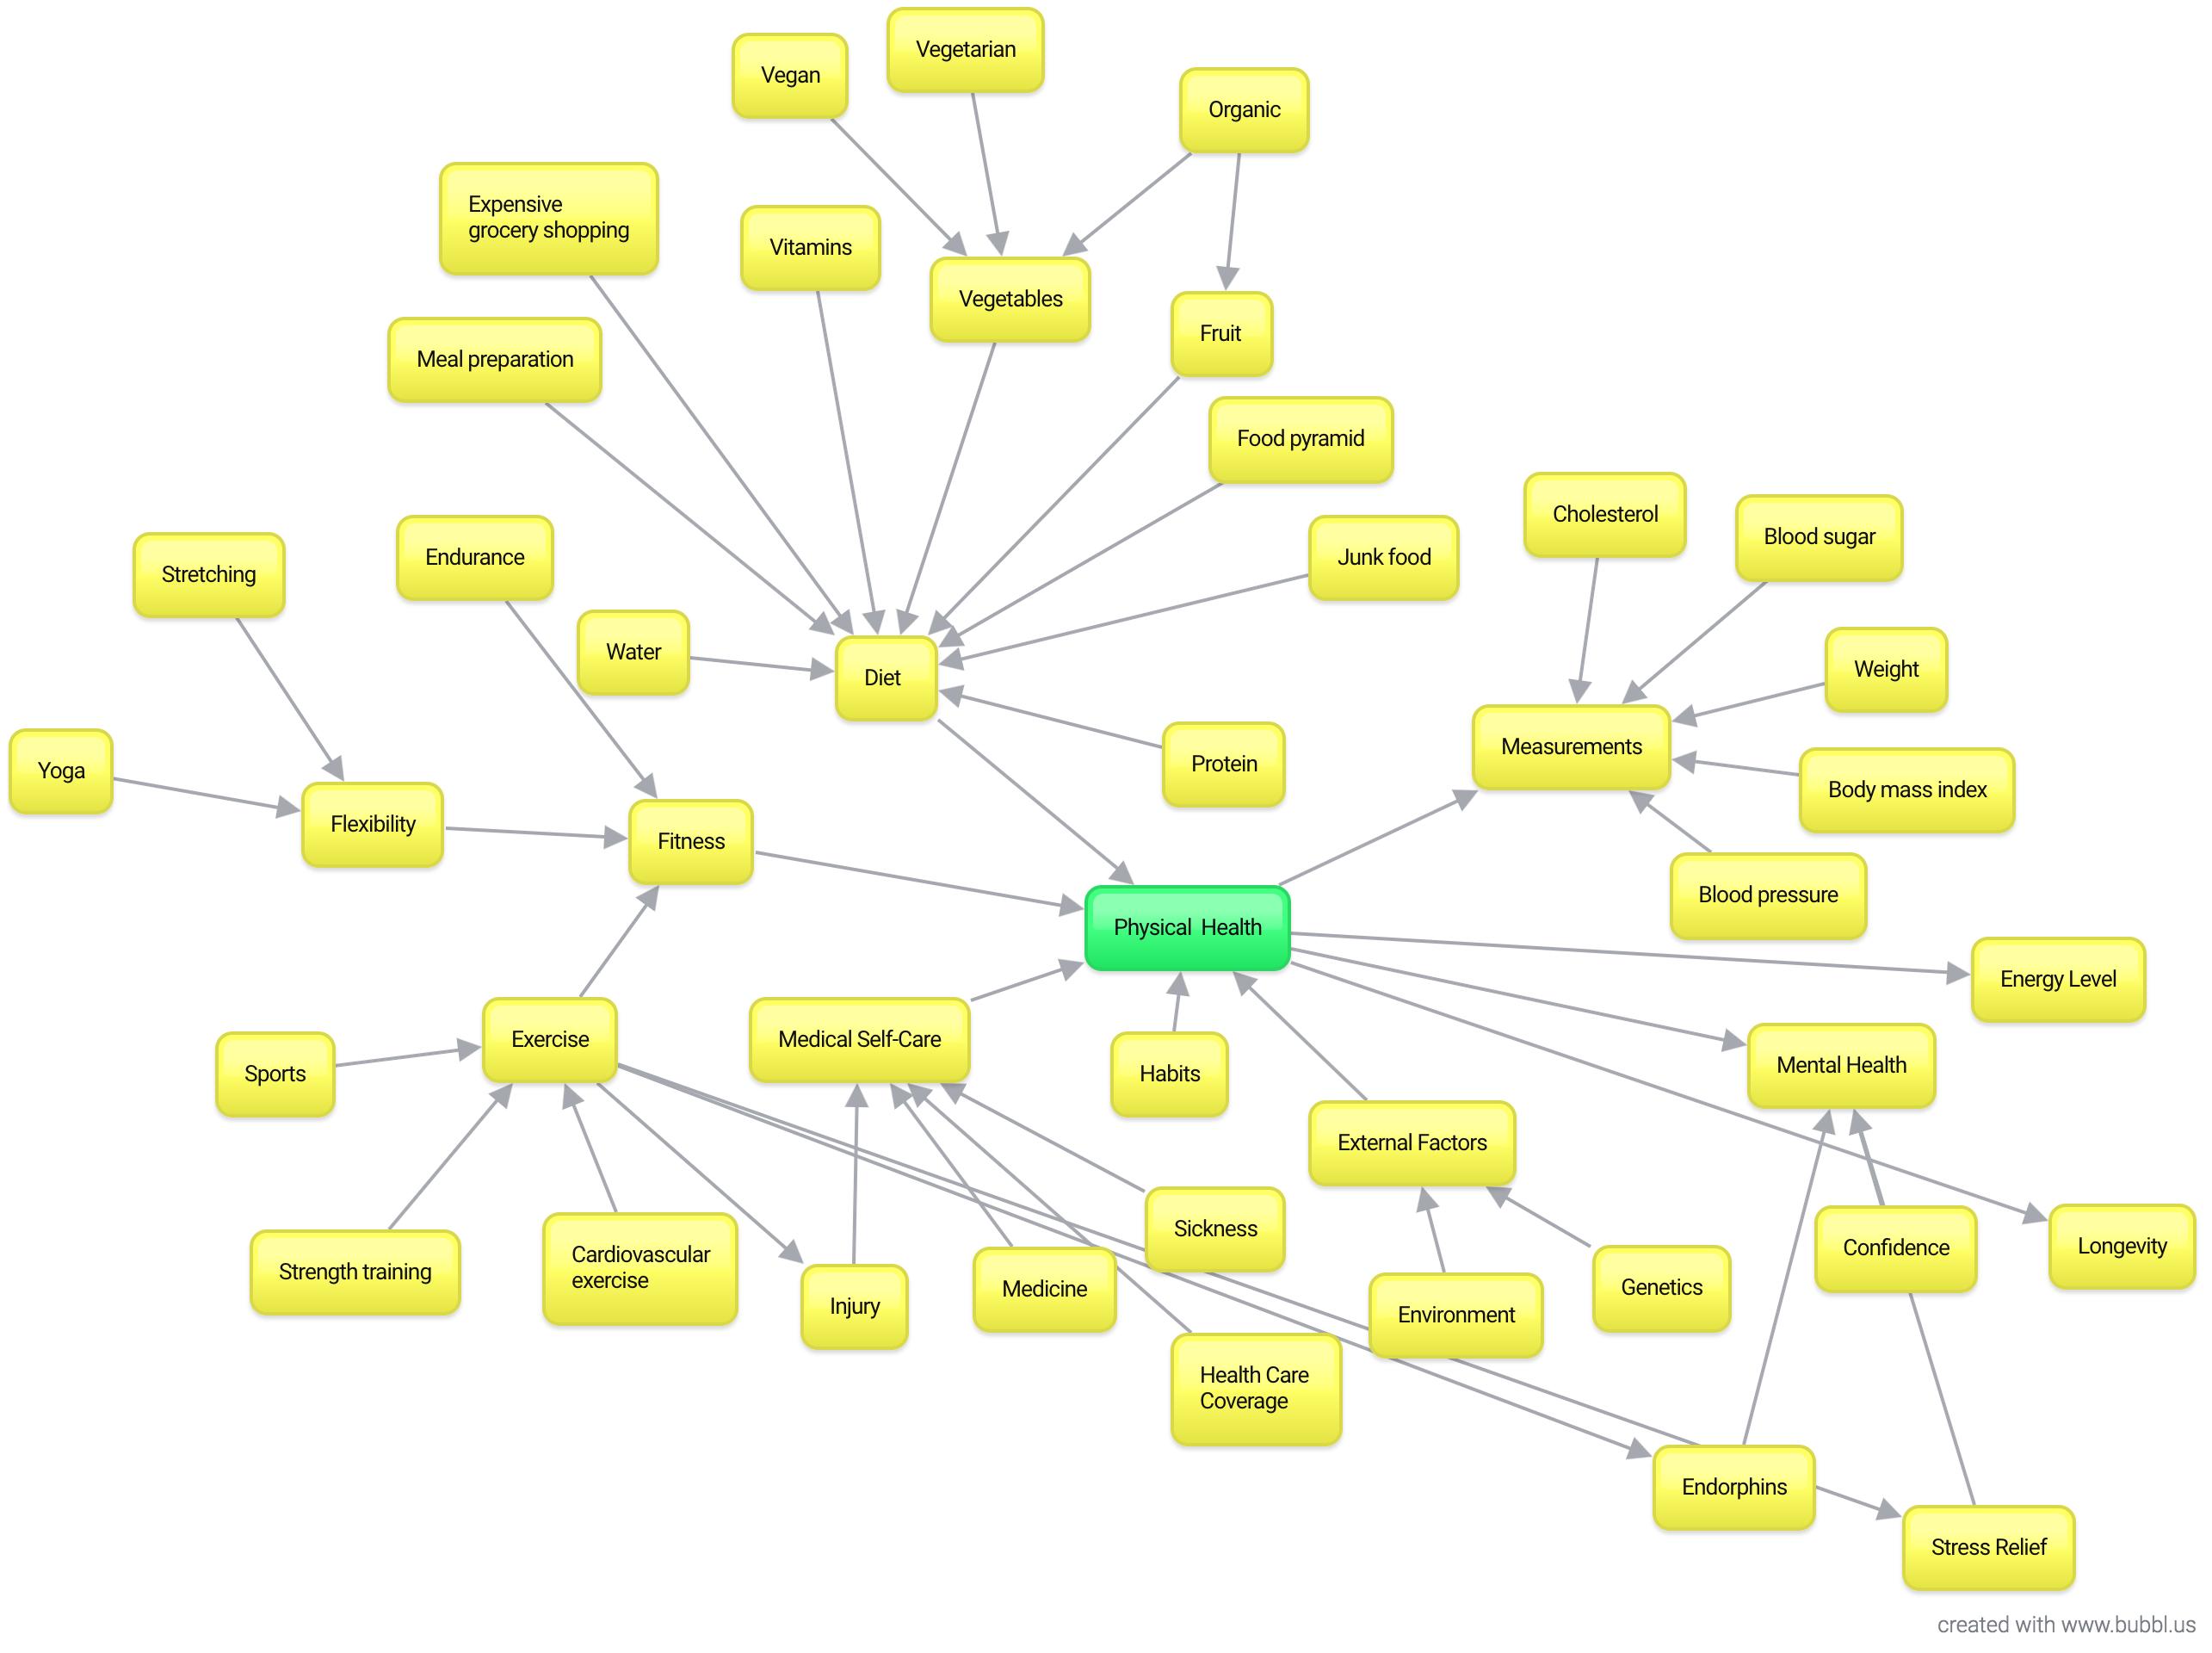 Vegetarian
Vegan
Organic
Expensive
grocery shopping
Vitamins
Vegetables
Fruit
Meal preparation
Food pyramid
Cholesterol
Blood sugar
Endurance
Junk food
Stretching
Water
Weight
Diet
Measurements
Protein
Yoga
Body mass index
Flexibility
Fitness
Blood pressure
Physical  Health
Energy Level
Exercise
Medical Self-Care
Mental Health
Sports
Habits
External Factors
Sickness
Longevity
Confidence
Cardiovascular
exercise
Strength training
Genetics
Medicine
Injury
Environment
Health Care
Coverage
Endorphins
Stress Relief
created with www.bubbl.us